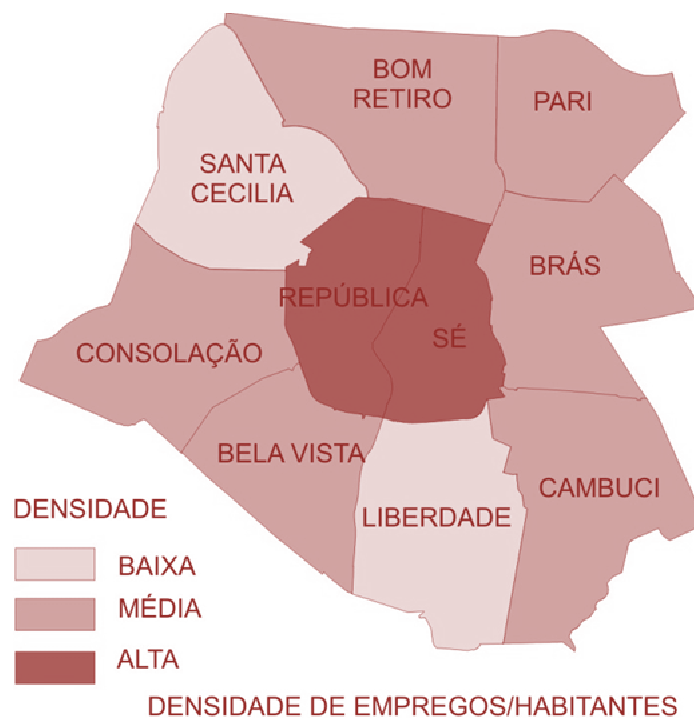 BOM
RETIRO
PARI
SANTA
CECILIA
BRÁS
REPÚBLICA
SÉ
CONSOLAÇÃO
BELA VISTA
CAMBUCI
LIBERDADE
DENSIDADE
BAIXA
MÉDIA
ALTA
DENSIDADE DE EMPREGOS/HABITANTES